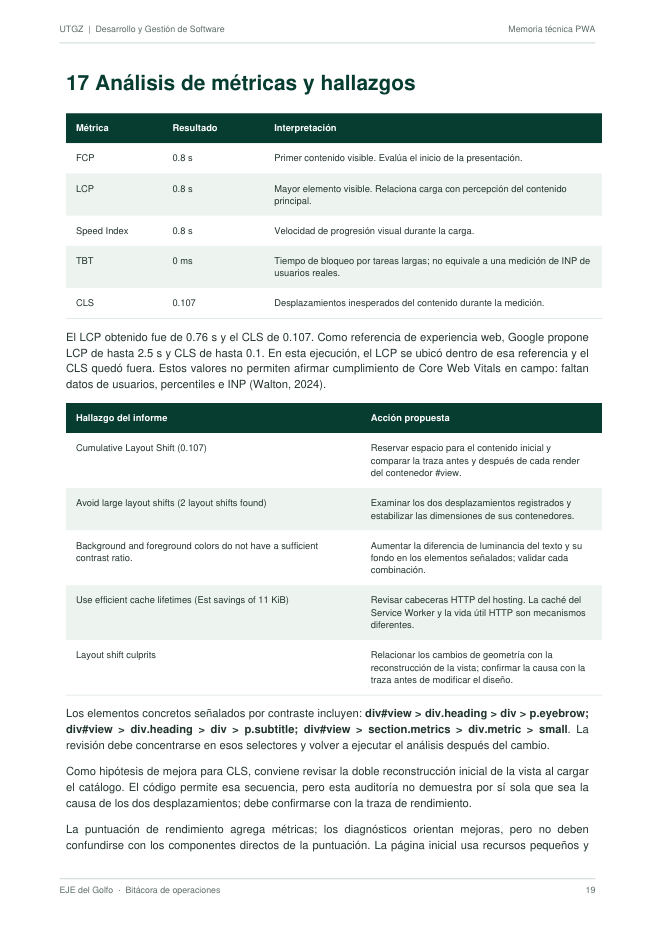 UTGZ | Desarrollo y Gestión de Software
Memoria técnica PWA
17 Análisis de métricas y hallazgos
Métrica Resultado Interpretación
FCP 0.8 s Primer contenido visible. Evalúa el inicio de la presentación.
LCP 0.8 s Mayor elemento visible. Relaciona carga con percepción del contenido
principal.
Speed Index 0.8 s Velocidad de progresión visual durante la carga.
TBT 0 ms Tiempo de bloqueo por tareas largas; no equivale a una medición de INP de
usuarios reales.
CLS 0.107 Desplazamientos inesperados del contenido durante la medición.
El LCP obtenido fue de 0.76 s y el CLS de 0.107. Como referencia de experiencia web, Google propone
LCP de hasta 2.5 s y CLS de hasta 0.1. En esta ejecución, el LCP se ubicó dentro de esa referencia y el
CLS quedó fuera. Estos valores no permiten afirmar cumplimiento de Core Web Vitals en campo: faltan
datos de usuarios, percentiles e INP (Walton, 2024).
Hallazgo del informe Acción propuesta
Cumulative Layout Shift (0.107) Reservar espacio para el contenido inicial y
comparar la traza antes y después de cada render
del contenedor #view.
Avoid large layout shifts (2 layout shifts found) Examinar los dos desplazamientos registrados y
estabilizar las dimensiones de sus contenedores.
Background and foreground colors do not have a sufficient Aumentar la diferencia de luminancia del texto y su
contrast ratio. fondo en los elementos señalados; validar cada
combinación.
Use efficient cache lifetimes (Est savings of 11 KiB) Revisar cabeceras HTTP del hosting. La caché del
Service Worker y la vida útil HTTP son mecanismos
diferentes.
Layout shift culprits Relacionar los cambios de geometría con la
reconstrucción de la vista; confirmar la causa con la
traza antes de modificar el diseño.
Los elementos concretos señalados por contraste incluyen: div#view > div.heading > div > p.eyebrow;
div#view > div.heading > div > p.subtitle; div#view > section.metrics > div.metric > small. La
revisión debe concentrarse en esos selectores y volver a ejecutar el análisis después del cambio.
Como hipótesis de mejora para CLS, conviene revisar la doble reconstrucción inicial de la vista al cargar
el catálogo. El código permite esa secuencia, pero esta auditoría no demuestra por sí sola que sea la
causa de los dos desplazamientos; debe confirmarse con la traza de rendimiento.
La puntuación de rendimiento agrega métricas; los diagnósticos orientan mejoras, pero no deben
confundirse con los componentes directos de la puntuación. La página inicial usa recursos pequeños y
EJE del Golfo · Bitácora de operaciones
19